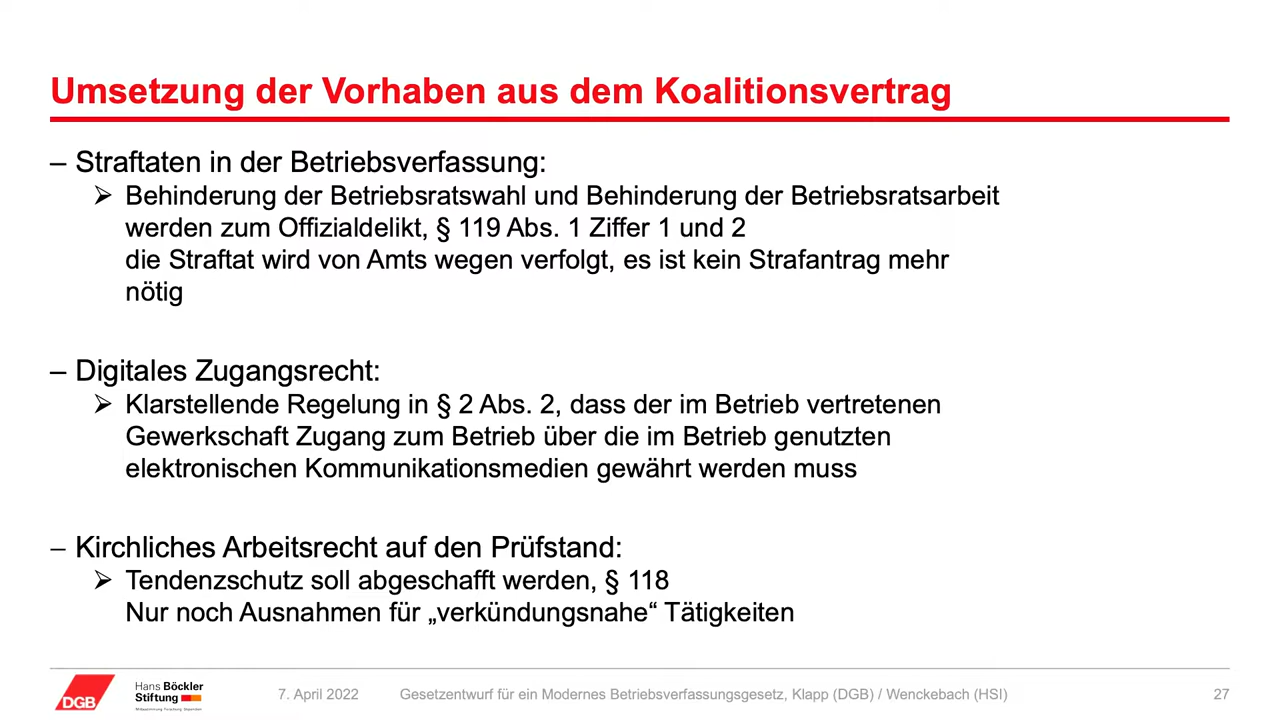 Umsetzung der Vorhaben aus dem Koalitionsvertrag
– Straftaten in der Betriebsverfassung:
➢ Behinderung der Betriebsratswahl und Behinderung der Betriebsratsarbeit
werden zum Offizialdelikt, § 119 Abs. 1 Ziffer 1 und 2
die Straftat wird von Amts wegen verfolgt, es ist kein Strafantrag mehr
nötig
– Digitales Zugangsrecht:
➢ Klarstellende Regelung in § 2 Abs. 2, dass der im Betrieb vertretenen
Gewerkschaft Zugang zum Betrieb über die im Betrieb genutzten
elektronischen Kommunikationsmedien gewährt werden muss
– Kirchliches Arbeitsrecht auf den Prüfstand:
➢ Tendenzschutz soll abgeschafft werden, § 118
Nur noch Ausnahmen für „verkündungsnahe“ Tätigkeiten
DGB
Hans Böckler
Stiftung
Mitbestimmung Forschung Stipendien
7. April 2022
Gesetzentwurf für ein Modernes Betriebsverfassungsgesetz, Klapp (DGB) / Wenckebach (HSI)
27